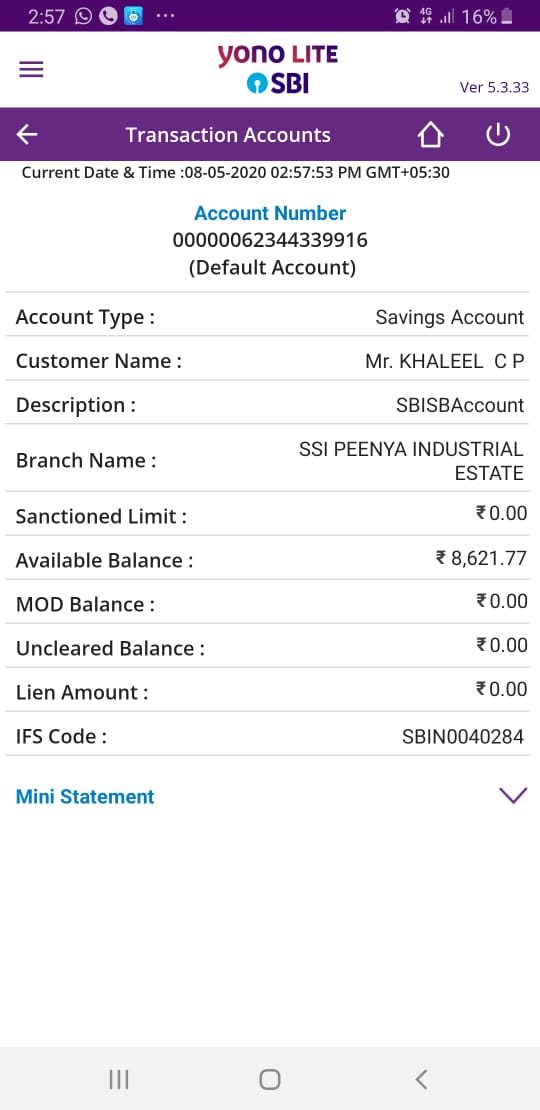 2:57 16%
4G
yono LITE
SBI
Ver 5.3.33
Transaction Accounts
Current Date & Time :08-05-2020 02:57:53 PM GMT+05:30
Account Number
00000062344339916
(Default Account)
Account Type : Savings Account
Customer Name : Mr. KHALEEL C P
Description : SBISBAccount
Branch Name : SSI PEENYA INDUSTRIAL
ESTATE
Sanctioned Limit : ₹0.00
Available Balance : ₹ 8,621.77
MOD Balance : ₹0.00
Uncleared Balance : ₹0.00
Lien Amount : ₹0.00
IFS Code : SBIN0040284
Mini Statement